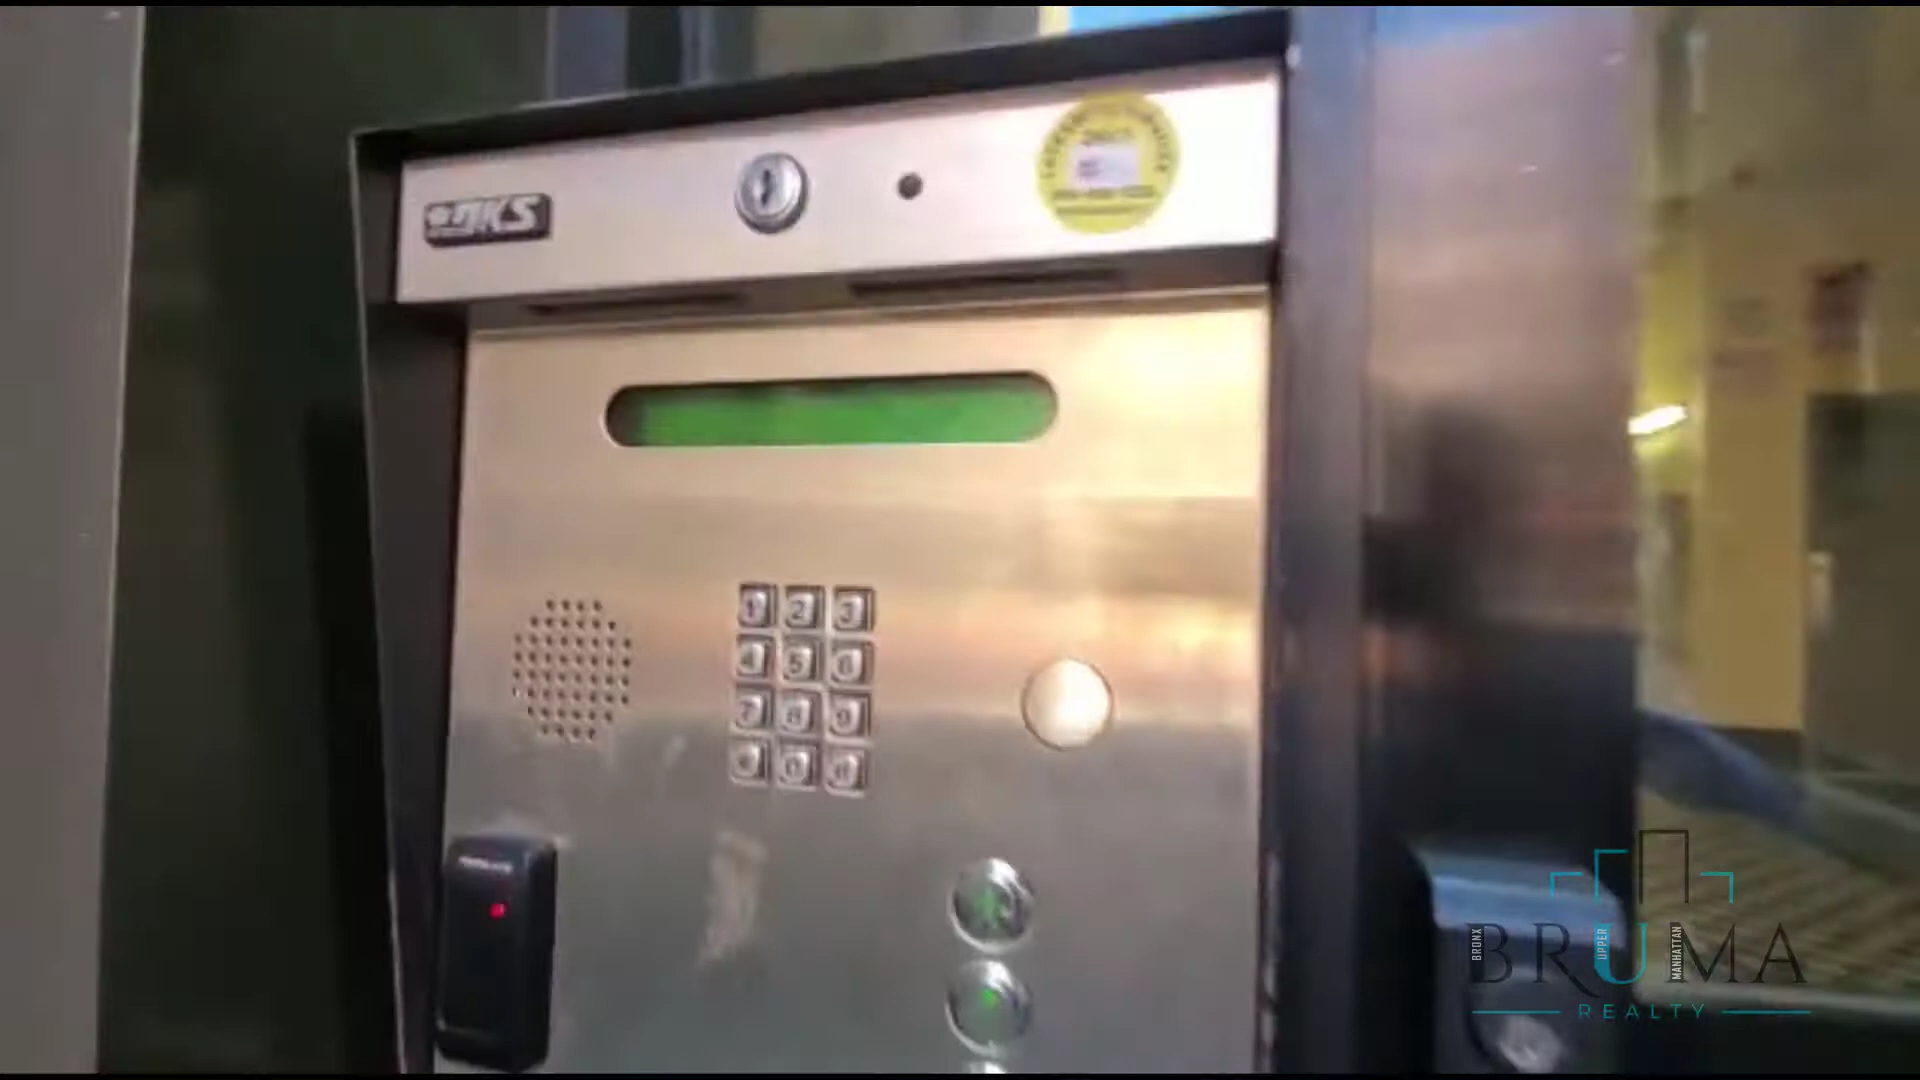 DKS
1 2 3
4 5 6
7 8 9
* 0 #
BRONX
UPPER
MANHATTAN
BRUMA
REALTY